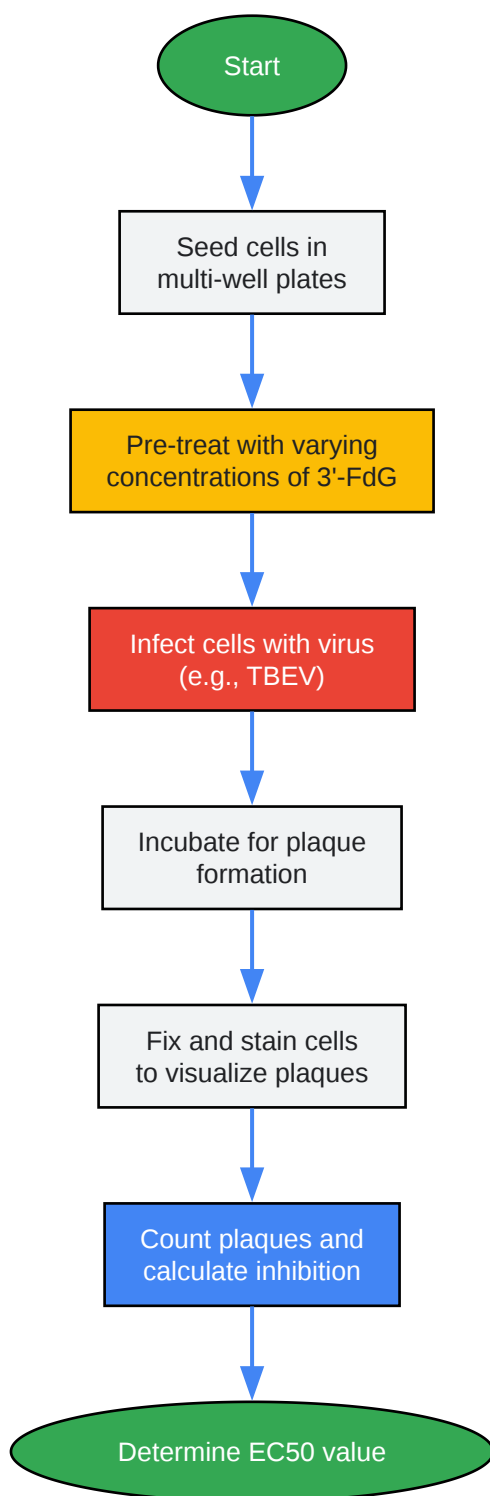 Start
Seed cells in
multi-well plates
Pre-treat with varying
concentrations of 3'-FdG
Infect cells with virus
(e.g., TBEV)
Incubate for plaque
formation
Fix and stain cells
to visualize plaques
Count plaques and
calculate inhibition
Determine EC50 value